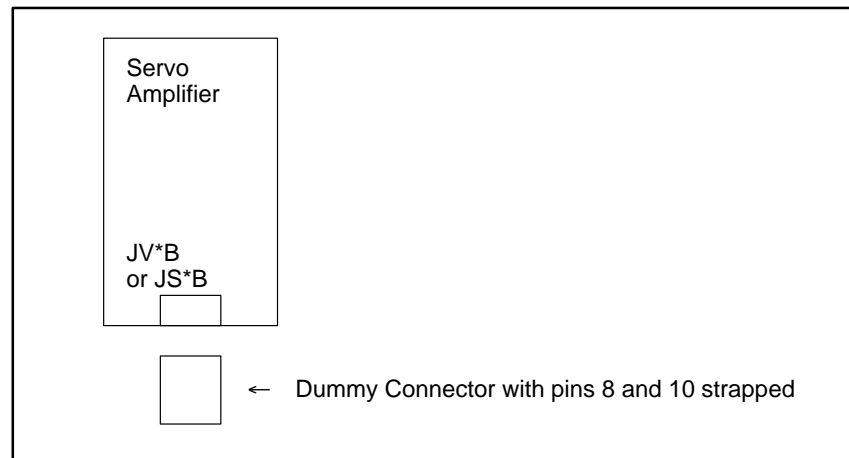 Servo
Amplifier
JV*B
or JS*B
← Dummy Connector with pins 8 and 10 strapped